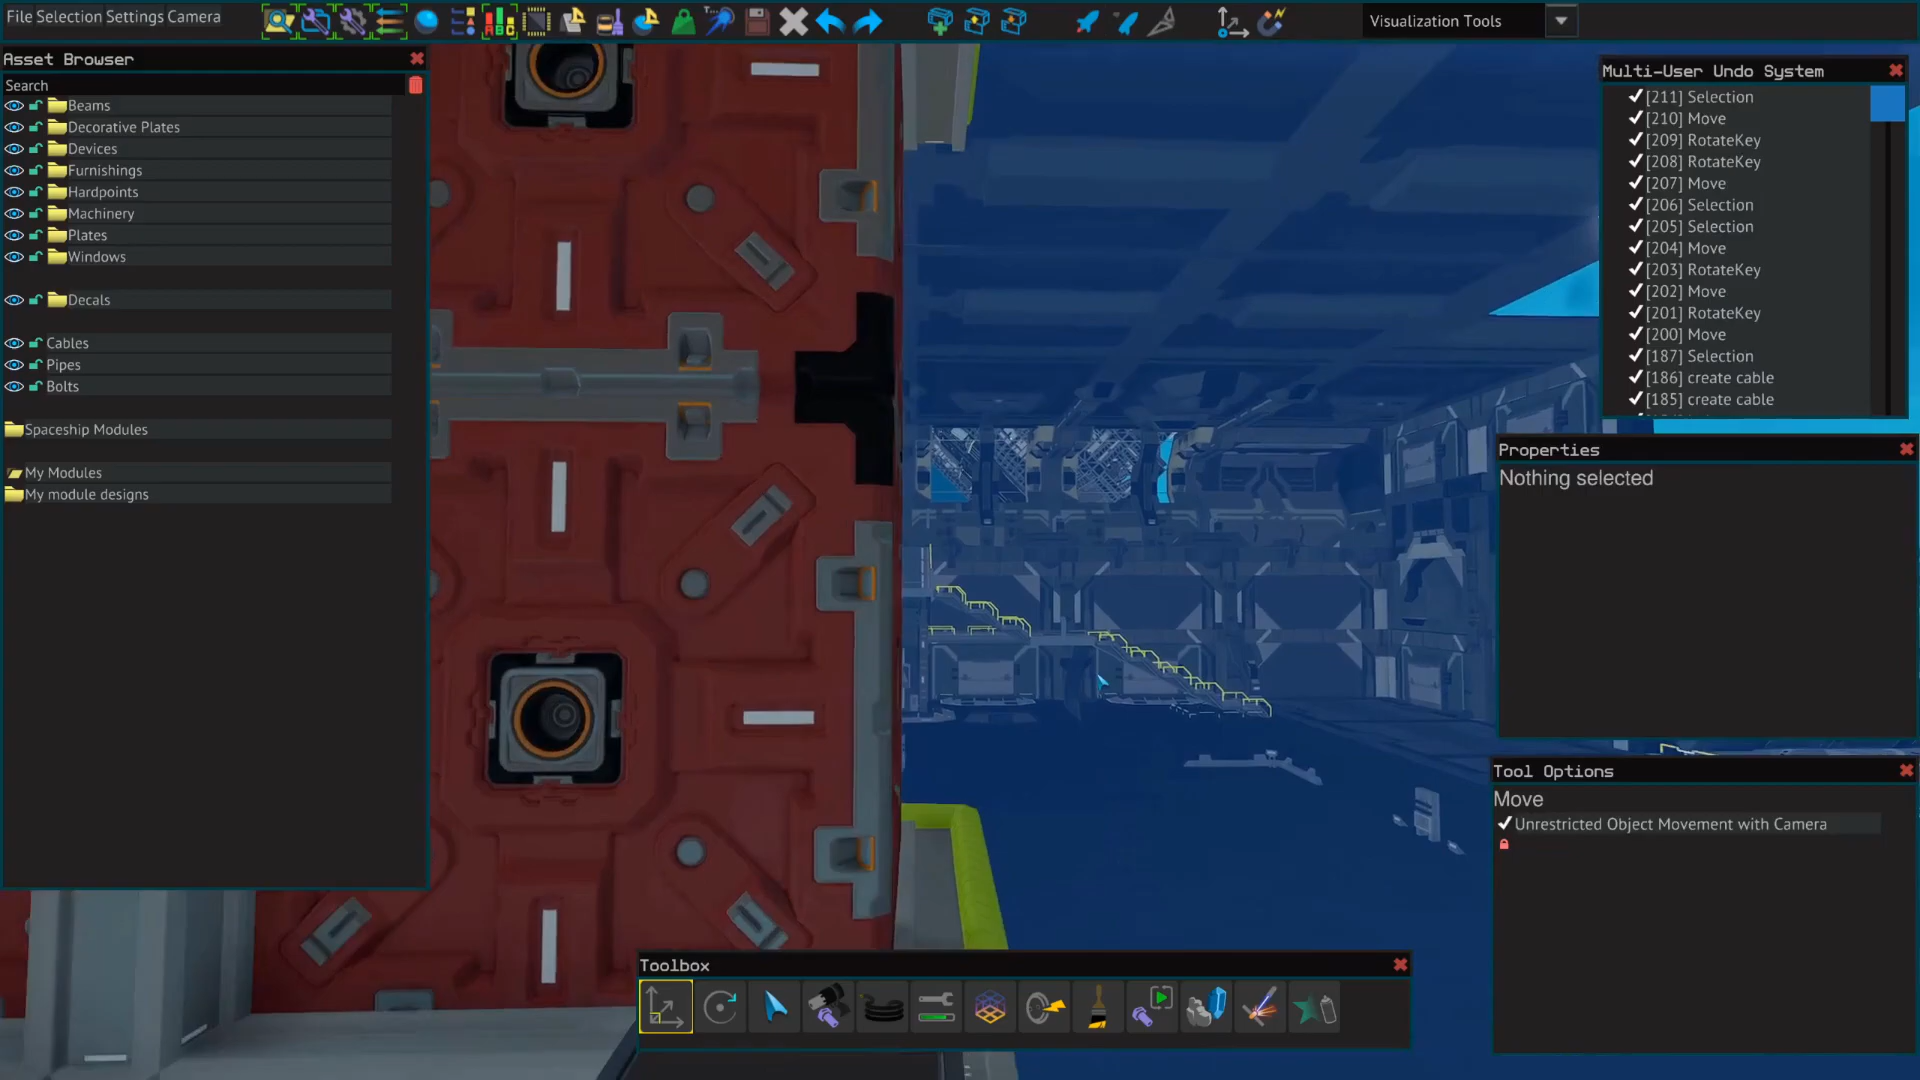 File Selection Settings Camera
Visualization Tools
Asset Browser
Search
Beams
Decorative Plates
Devices
Furnishings
Hardpoints
Machinery
Plates
Windows
Decals
Cables
Pipes
Bolts
Spaceship Modules
My Modules
My module designs
Multi-User Undo System
[211] Selection
[210] Move
[209] RotateKey
[208] RotateKey
[207] Move
[206] Selection
[205] Selection
[204] Move
[203] RotateKey
[202] Move
[201] RotateKey
[200] Move
[187] Selection
[186] create cable
[185] create cable
Properties
Nothing selected
Tool Options
Move
Unrestricted Object Movement with Camera
Toolbox